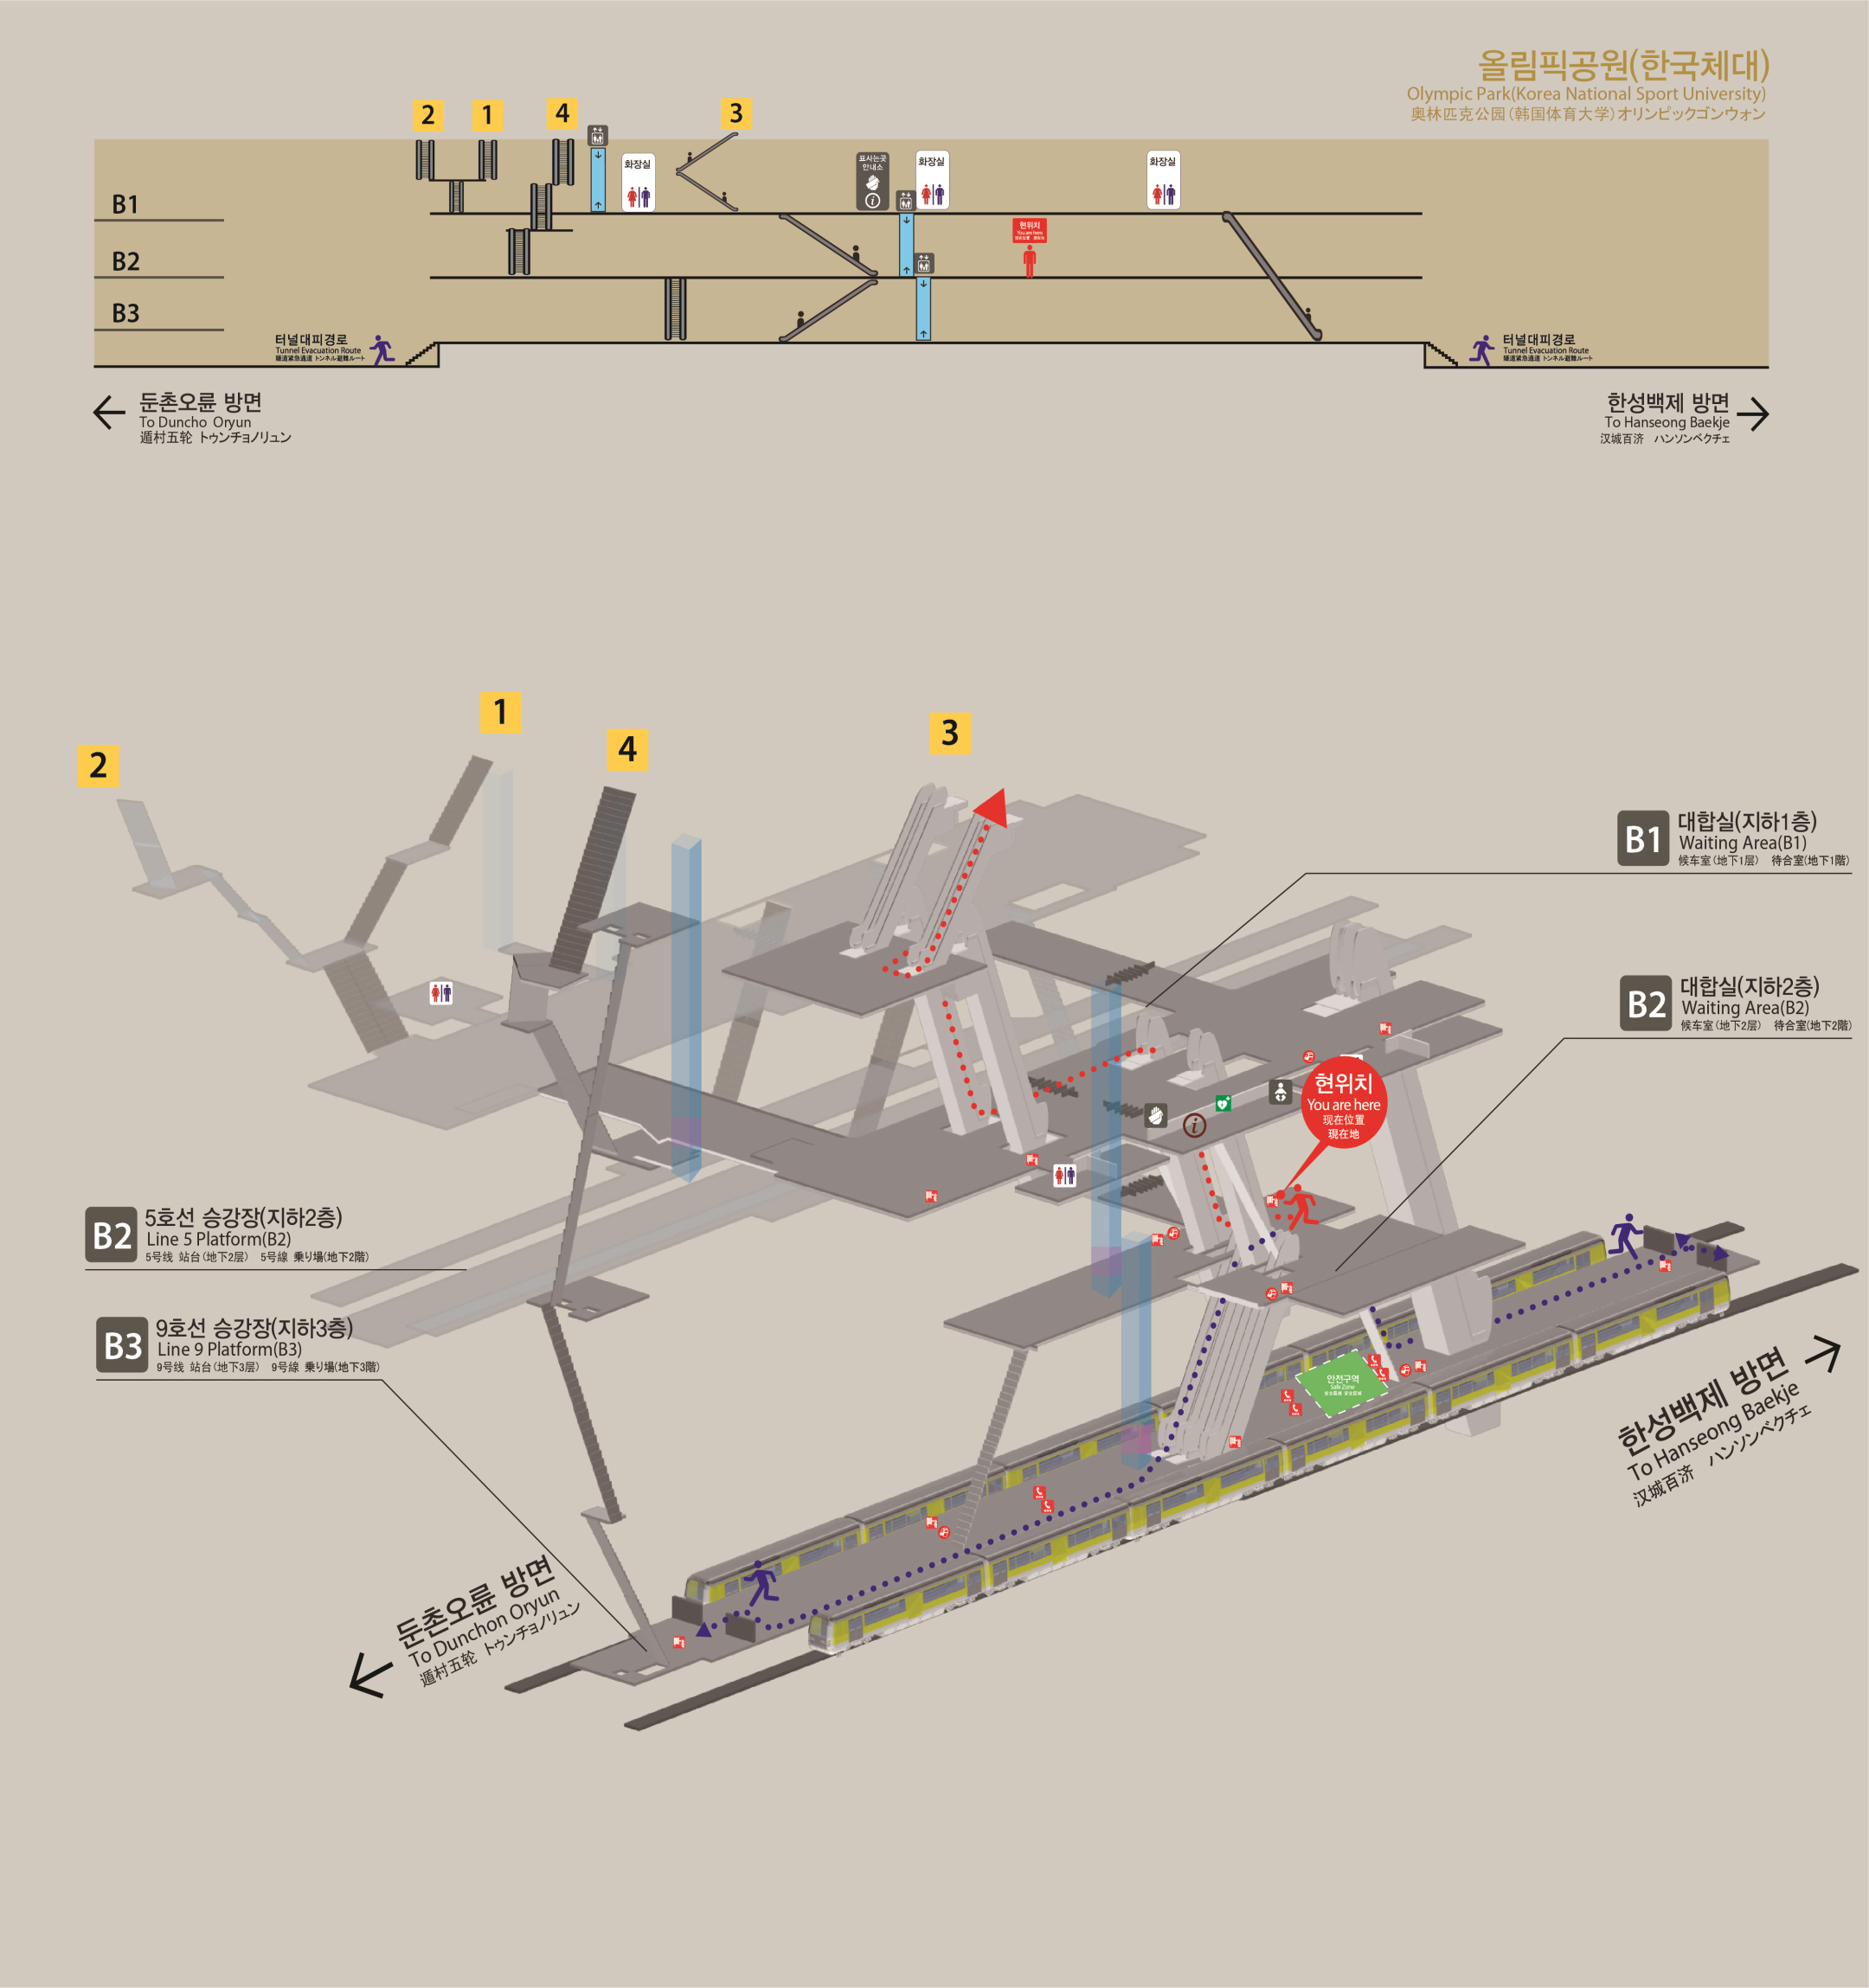 올림픽공원(한국체대)
Olympic Park(Korea National Sport University)
奥林匹克公园(韩国体育大学)オリンピックゴンウォン
2
1
4
3
화장실
표사는곳
안내소
i
화장실
화장실
B1
현위치
You are here
B2
B3
터널대피경로
Tunnel Evacuation Route
隧道紧急通道 トンネル避難ルート
터널대피경로
Tunnel Evacuation Route
隧道紧急通道 トンネル避難ルート
둔촌오륜 방면
To Duncho Oryun
遁村五轮 トゥンチョノリュン
한성백제 방면
To Hanseong Baekje
汉城百济 ハンソンベクチェ
1
2
4
3
B1
대합실(지하1층)
Waiting Area(B1)
候车室(地下1层) 待合室(地下1階)
B2
대합실(지하2층)
Waiting Area(B2)
候车室(地下2层) 待合室(地下2階)
현위치
You are here
现在位置
現在地
i
B2
5호선 승강장(지하2층)
Line 5 Platform(B2)
5号线 站台(地下2层) 5号線 乗り場(地下2階)
B3
9호선 승강장(지하3층)
Line 9 Platform(B3)
9号线 站台(地下3层) 9号線 乗り場(地下3階)
안전구역
Safe Zone
한성백제 방면
To Hanseong Baekje
汉城百济 ハンソンベクチェ
둔촌오륜 방면
To Dunchon Oryun
遁村五轮 トゥンチョノリュン